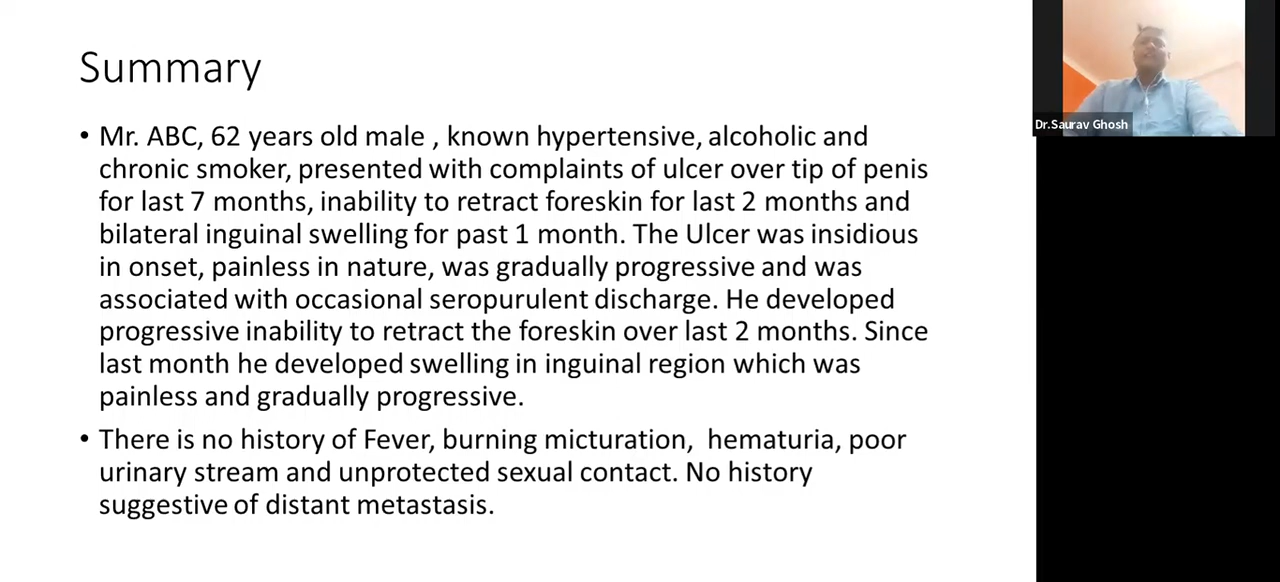 Summary
• Mr. ABC, 62 years old male , known hypertensive, alcoholic and
chronic smoker, presented with complaints of ulcer over tip of penis
for last 7 months, inability to retract foreskin for last 2 months and
bilateral inguinal swelling for past 1 month. The Ulcer was insidious
in onset, painless in nature, was gradually progressive and was
associated with occasional seropurulent discharge. He developed
progressive inability to retract the foreskin over last 2 months. Since
last month he developed swelling in inguinal region which was
painless and gradually progressive.
• There is no history of Fever, burning micturation,  hematuria, poor
urinary stream and unprotected sexual contact. No history
suggestive of distant metastasis.
Dr.Saurav Ghosh